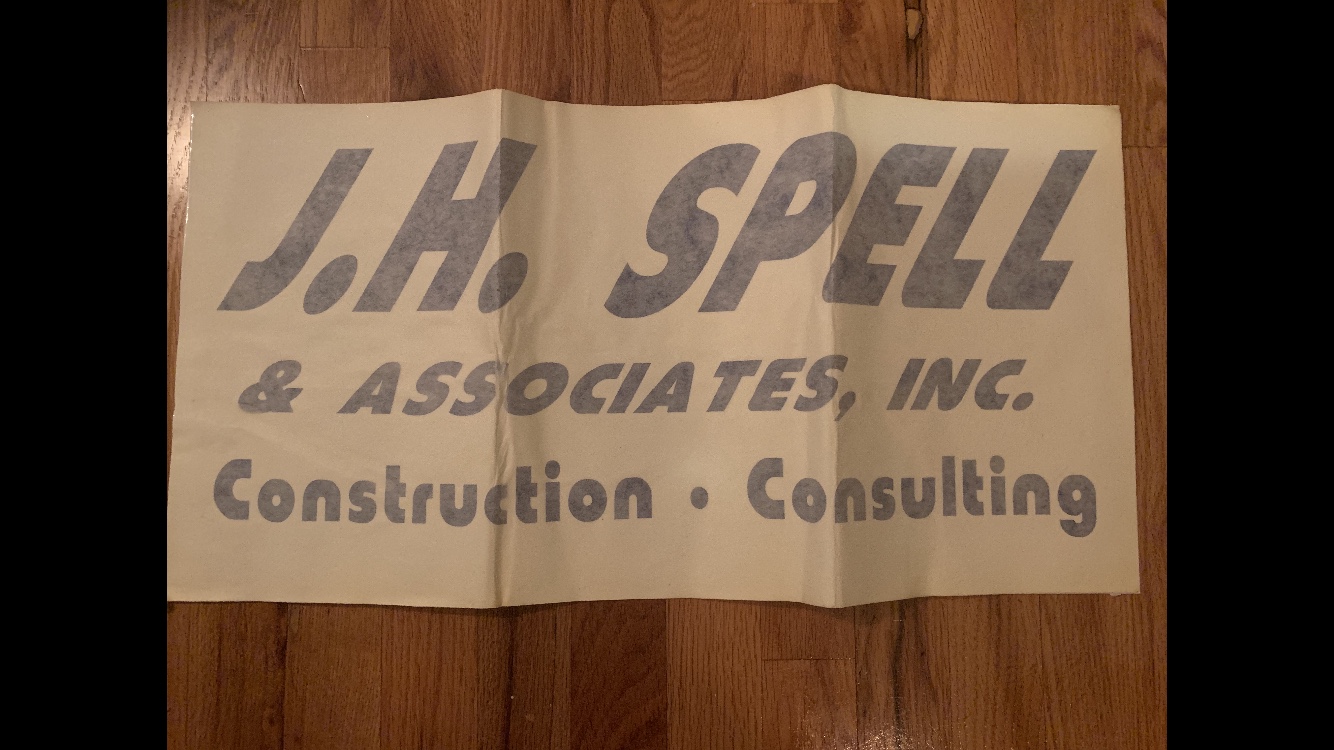 J.H. SPELL
& ASSOCIATES, INC.
Construction • Consulting